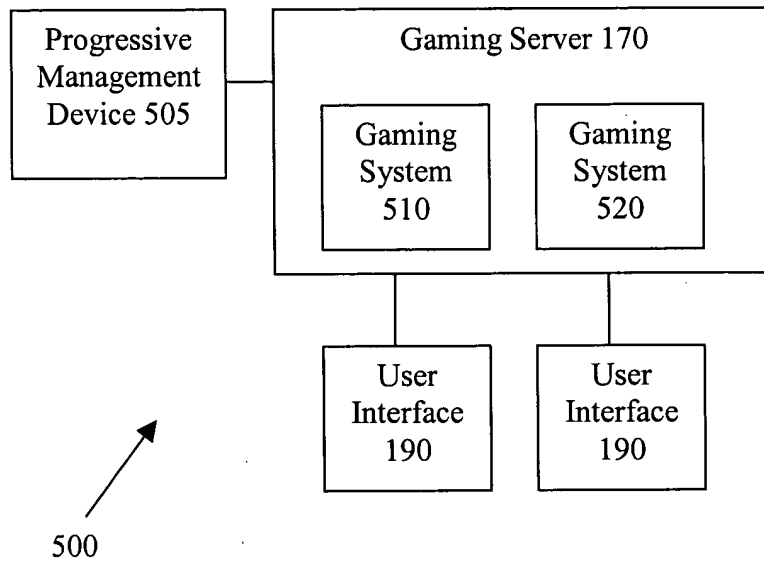 Progressive
Management
Device 505
Gaming Server 170
Gaming
System
510
Gaming
System
520
User
Interface
190
User
Interface
190
500